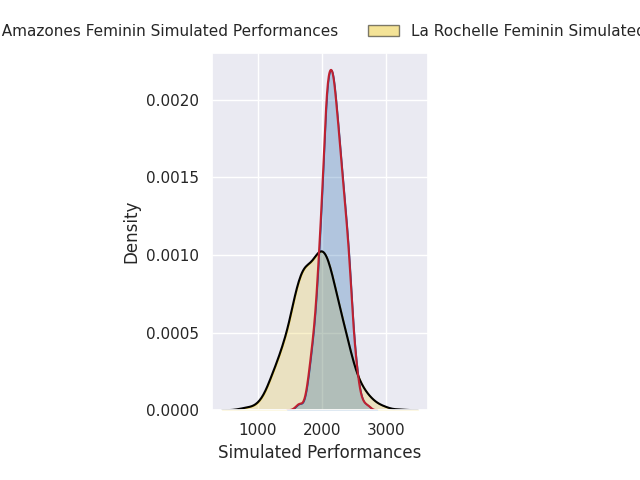 Amazones Feminin Simulated Performances
La Rochelle Feminin Simulated
0.0020
0.0015
0.0010
0.0005
0.0000
Density
1000 2000 3000
Simulated Performances